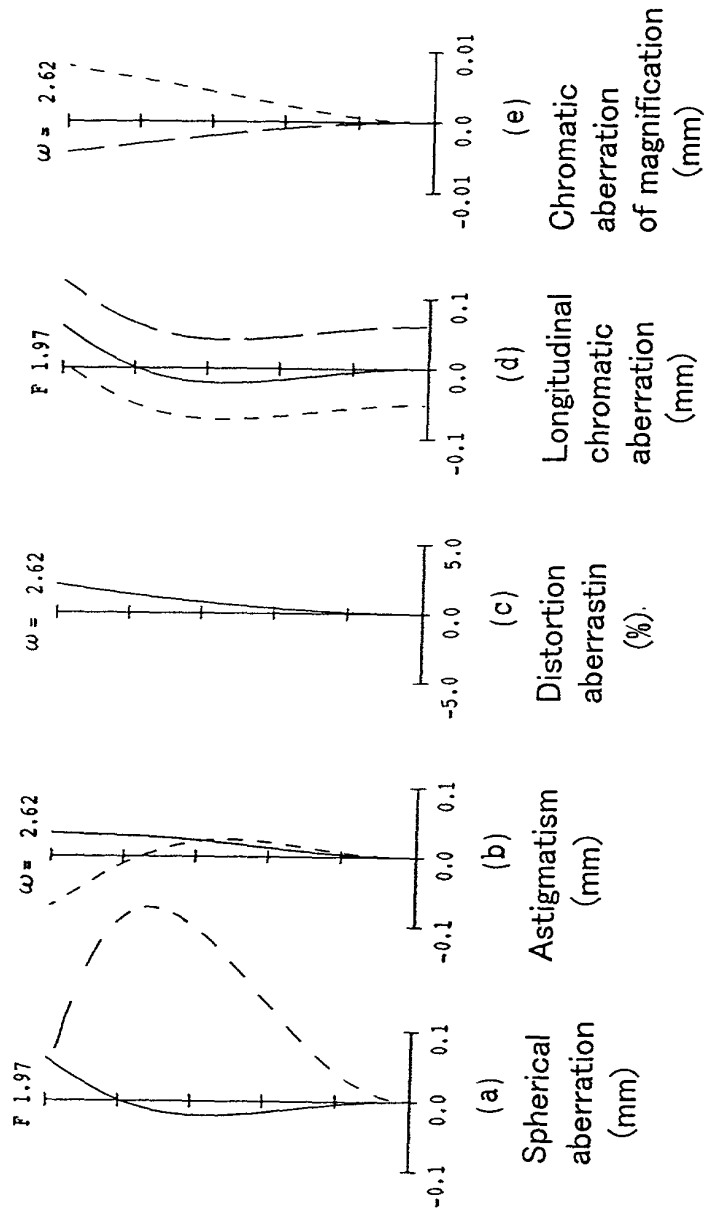 F 1.97
-0.1 0.0 0.1
(a)
Spherical
aberration
(mm)
ω = 2.62
-0.1 0.0 0.1
(b)
Astigmatism
(mm)
ω = 2.62
-5.0 0.0 5.0
(c)
Distortion
aberrastin
(%).
F 1.97
-0.1 0.0 0.1
(d)
Longitudinal
chromatic
aberration
(mm)
ω = 2.62
-0.01 0.0 0.01
(e)
Chromatic
aberration
of magnification
(mm)